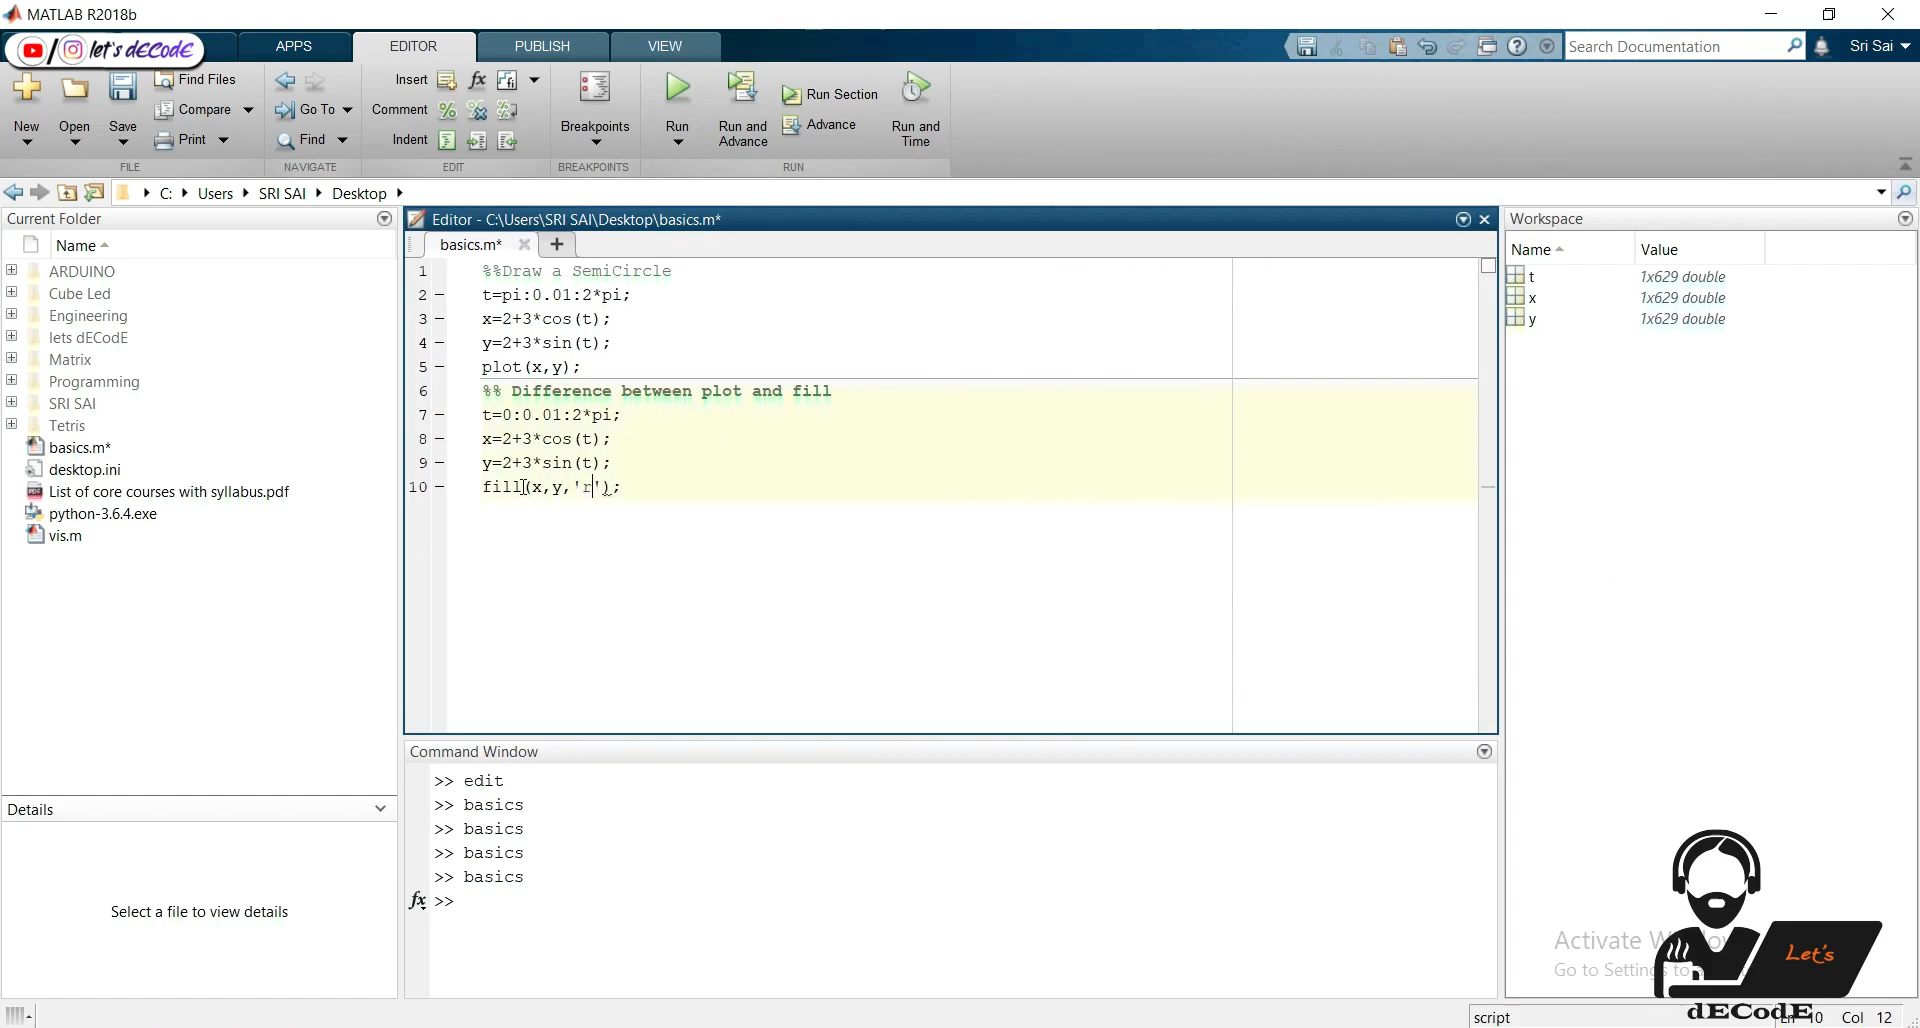 MATLAB R2018b
let's dECodE
APPS
EDITOR
PUBLISH
VIEW
Search Documentation
Sri Sai
New
Open
Save
Find Files
Compare
Print
FILE
Go To
Find
NAVIGATE
Insert
Comment
Indent
EDIT
Breakpoints
BREAKPOINTS
Run
Run and
Advance
Run Section
Advance
Run and
Time
RUN
C: Users SRI SAI Desktop
Current Folder
Name
ARDUINO
Cube Led
Engineering
lets dECodE
Matrix
Programming
SRI SAI
Tetris
basics.m*
desktop.ini
List of core courses with syllabus.pdf
python-3.6.4.exe
vis.m
Details
Select a file to view details
Editor - C:\Users\SRI SAI\Desktop\basics.m*
basics.m*
1 %%Draw a SemiCircle
2 – t=pi:0.01:2*pi;
3 – x=2+3*cos(t);
4 – y=2+3*sin(t);
5 – plot(x,y);
6 %% Difference between plot and fill
7 – t=0:0.01:2*pi;
8 – x=2+3*cos(t);
9 – y=2+3*sin(t);
10 – fill(x,y,'r');
Command Window
>> edit
>> basics
>> basics
>> basics
>> basics
fx >>
Workspace
Name Value
t 1x629 double
x 1x629 double
y 1x629 double
Activate
Go to
Let's
dECodE
script
10 Col 12